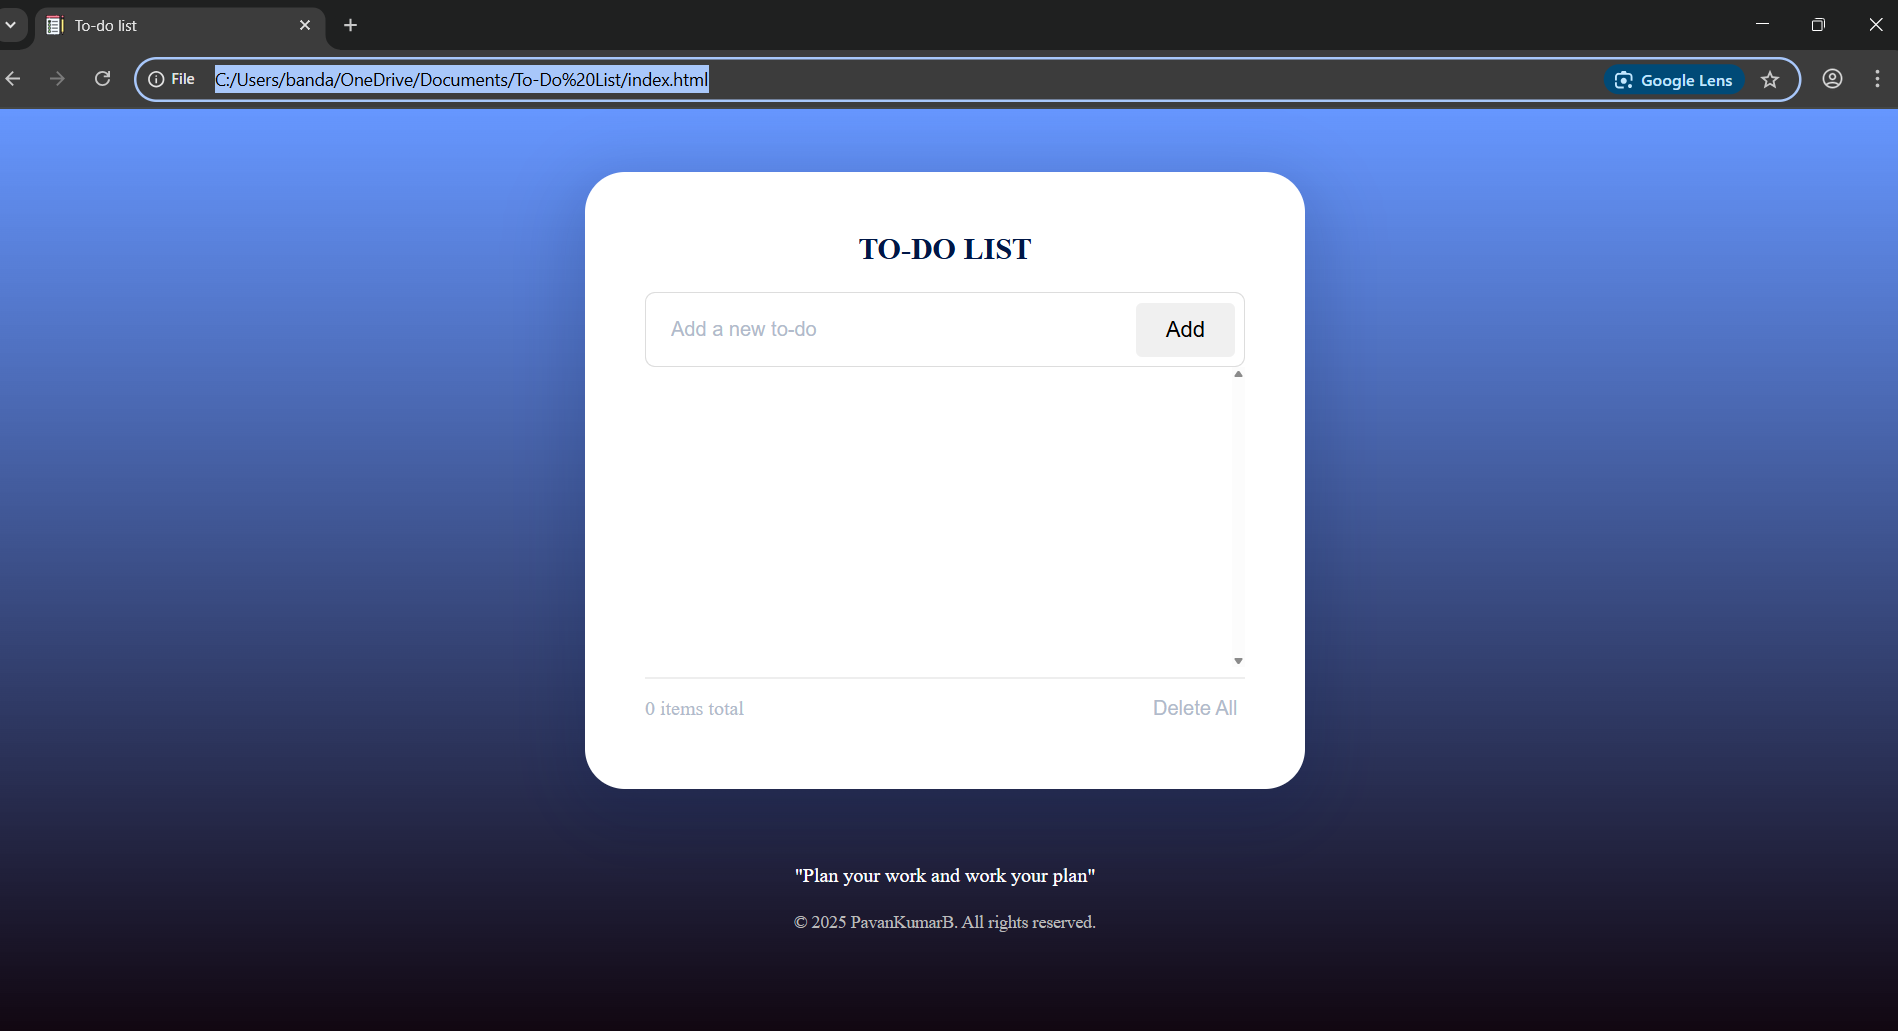 To-do list
File C:/Users/banda/OneDrive/Documents/To-Do%20List/index.html Google Lens
TO-DO LIST
Add a new to-do Add
0 items total Delete All
"Plan your work and work your plan"
© 2025 PavanKumarB. All rights reserved.